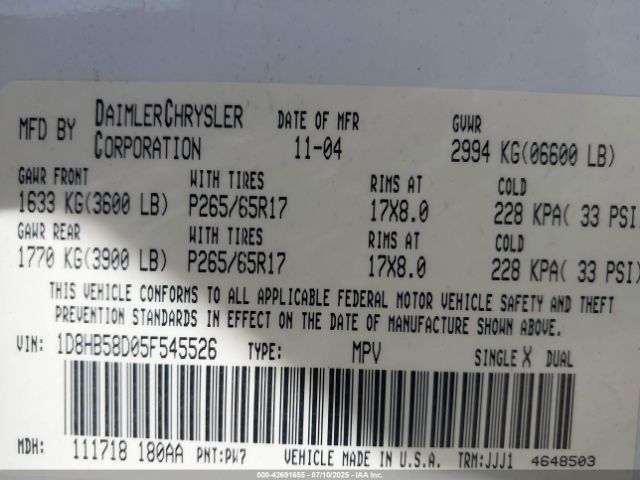 MFD BY DAIMLERCHRYSLER CORPORATION DATE OF MFR 11-04 GVWR 2994 KG(06600 LB)
GAWR FRONT WITH TIRES RIMS AT COLD
1633 KG(3600 LB) P265/65R17 17X8.0 228 KPA( 33 PSI)
GAWR REAR WITH TIRES RIMS AT COLD
1770 KG(3900 LB) P265/65R17 17X8.0 228 KPA( 33 PSI)
THIS VEHICLE CONFORMS TO ALL APPLICABLE FEDERAL MOTOR VEHICLE SAFETY AND THEFT
PREVENTION STANDARDS IN EFFECT ON THE DATE OF MANUFACTURE SHOWN ABOVE.
VIN: 1D8HB58D05F545526 TYPE: MPV SINGLE X DUAL
MDH: 111718 180AA PNT:PW7 VEHICLE MADE IN U.S.A. TRM:JJJ1 4648503
000-42691655 - 07/10/2025 - IAAI.COM